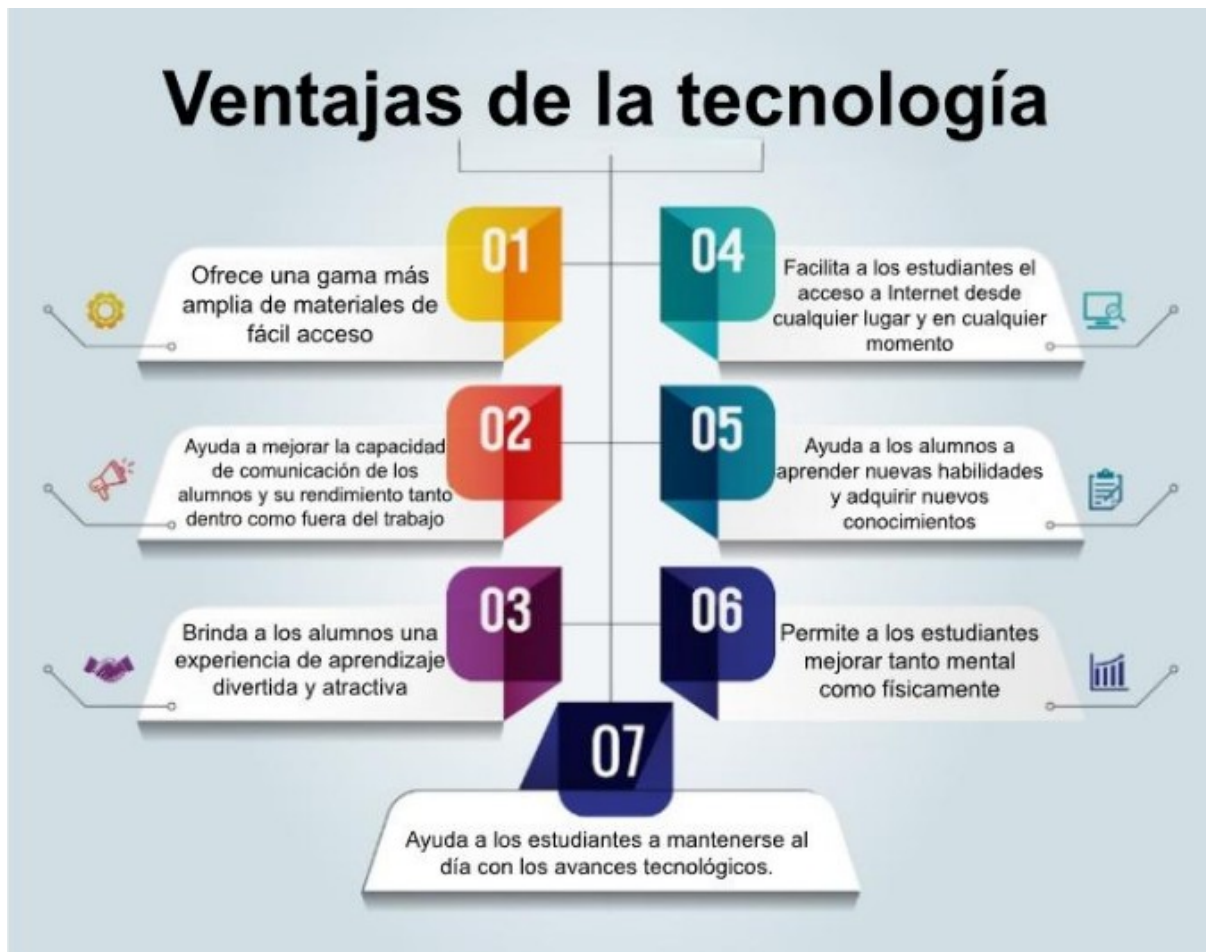 Ventajas de la tecnología
01
Ofrece una gama más
amplia de materiales de
fácil acceso
02
Ayuda a mejorar la capacidad
de comunicación de los
alumnos y su rendimiento tanto
dentro como fuera del trabajo
03
Brinda a los alumnos una
experiencia de aprendizaje
divertida y atractiva
04
Facilita a los estudiantes el
acceso a Internet desde
cualquier lugar y en cualquier
momento
05
Ayuda a los alumnos a
aprender nuevas habilidades
y adquirir nuevos
conocimientos
06
Permite a los estudiantes
mejorar tanto mental
como físicamente
07
Ayuda a los estudiantes a mantenerse al
día con los avances tecnológicos.